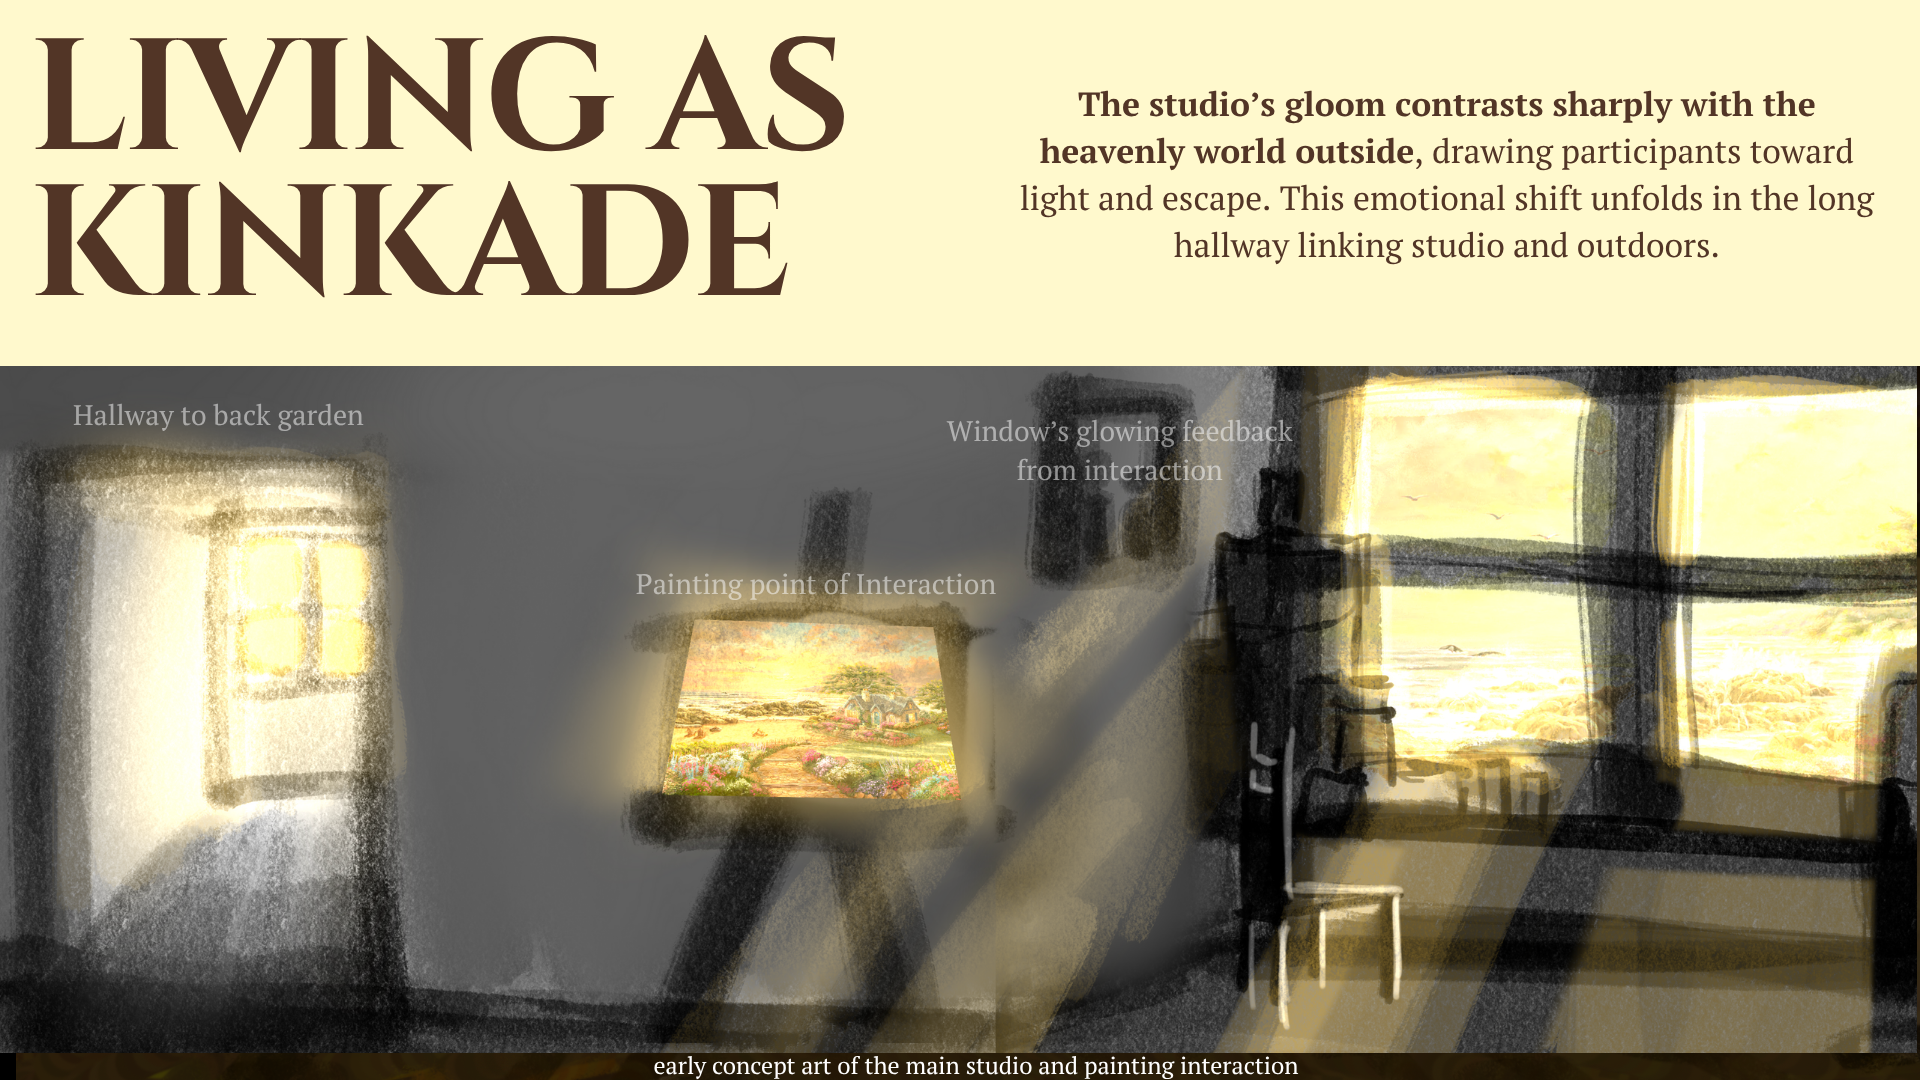 LIVING AS
KINKADE
The studio’s gloom contrasts sharply with the
heavenly world outside, drawing participants toward
light and escape. This emotional shift unfolds in the long
hallway linking studio and outdoors.
Hallway to back garden
Window’s glowing feedback
from interaction
Painting point of Interaction
early concept art of the main studio and painting interaction